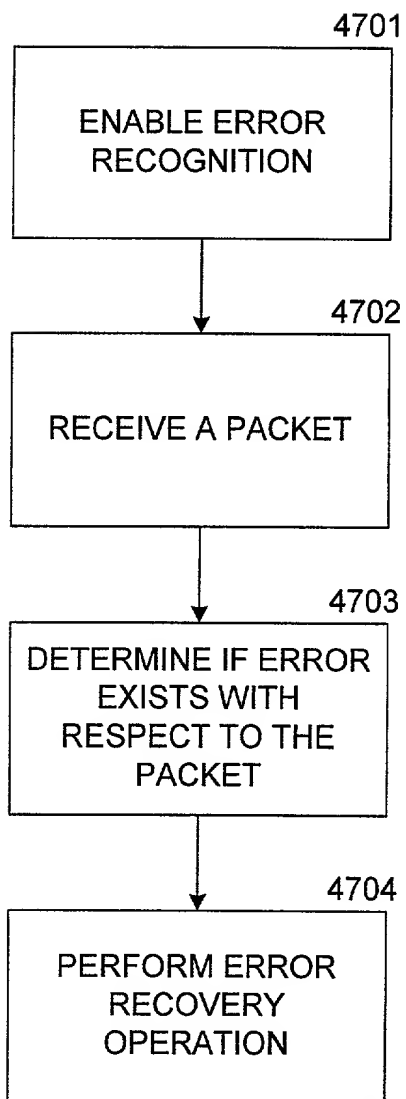 4701
ENABLE ERROR
RECOGNITION
4702
RECEIVE A PACKET
4703
DETERMINE IF ERROR
EXISTS WITH
RESPECT TO THE
PACKET
4704
PERFORM ERROR
RECOVERY
OPERATION